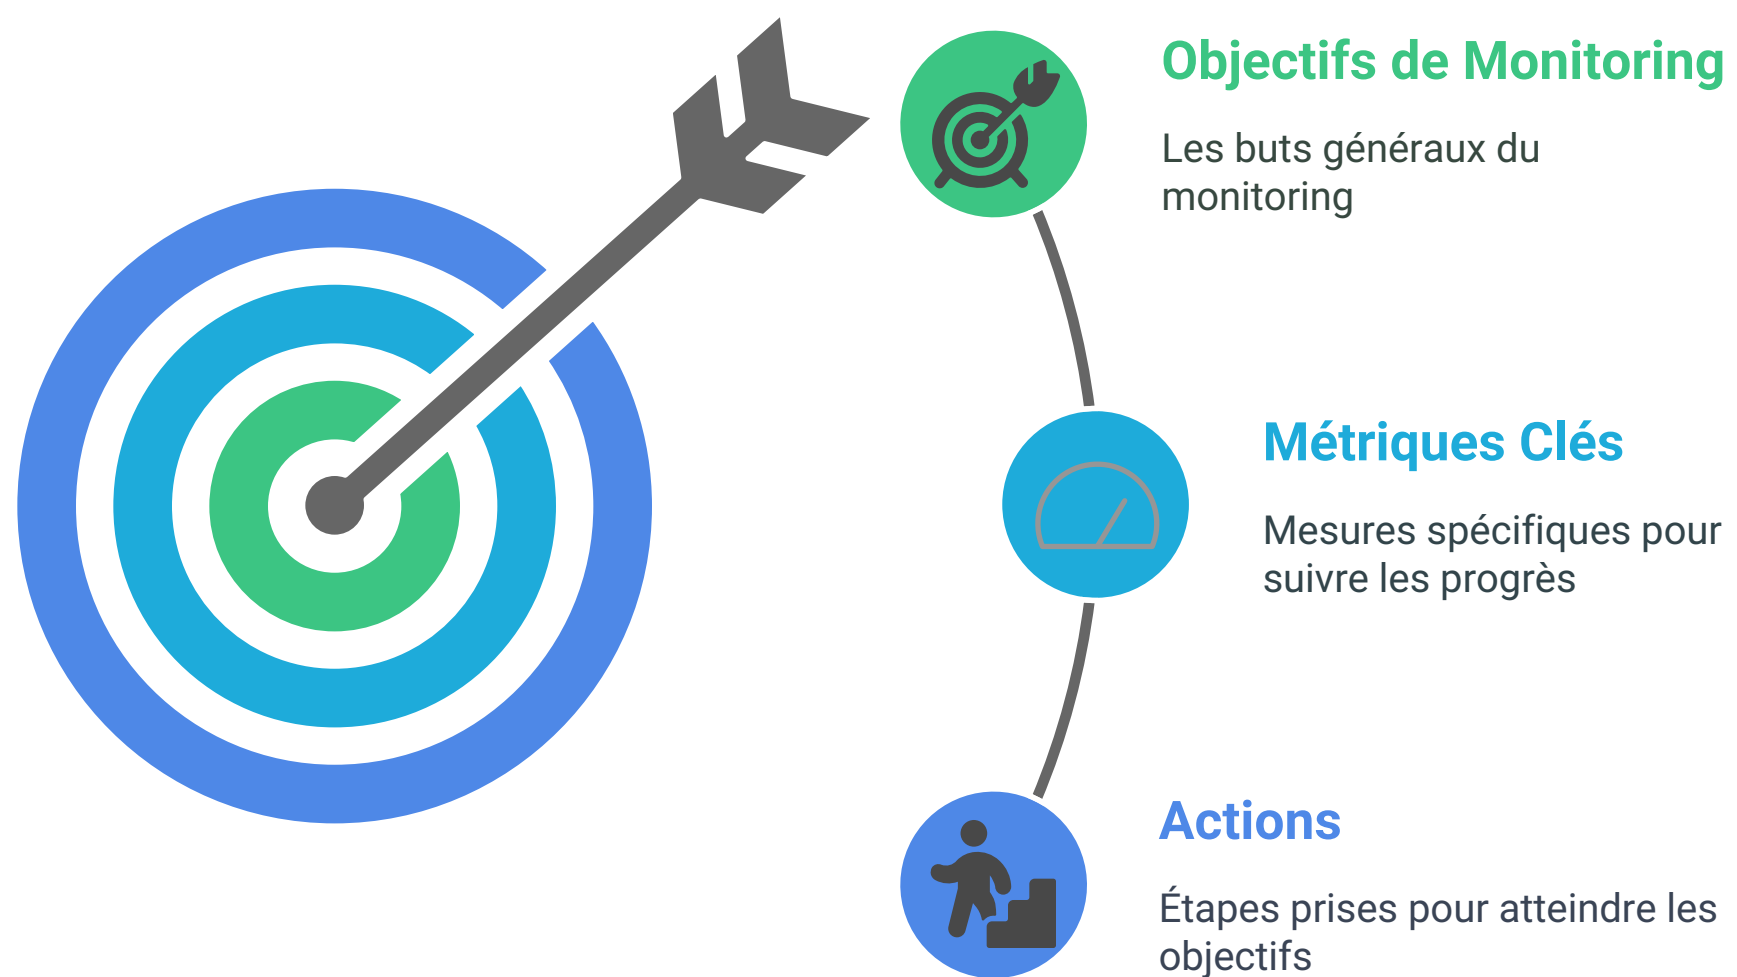 Objectifs de Monitoring
Les buts généraux du
monitoring
Métriques Clés
Mesures spécifiques pour
suivre les progrès
Actions
Étapes prises pour atteindre les
objectifs